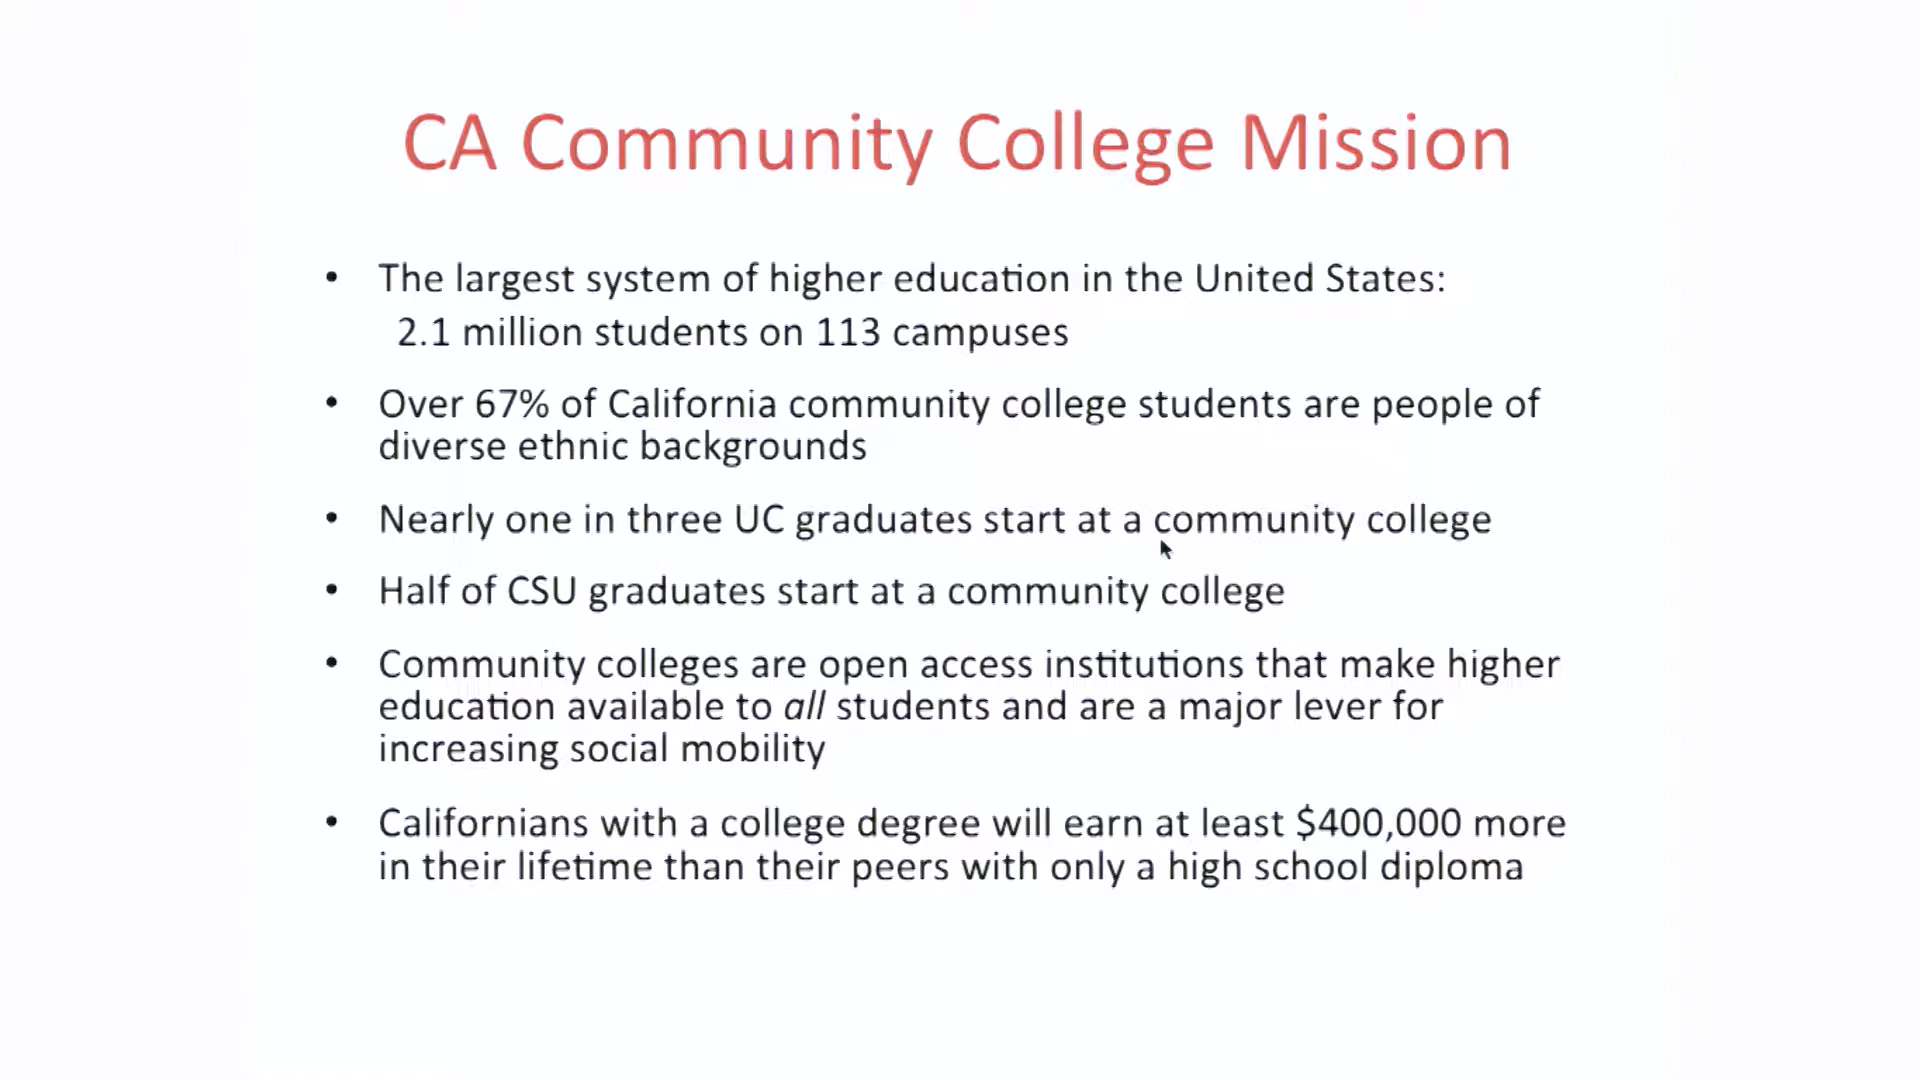 CA Community College Mission
• The largest system of higher education in the United States:
2.1 million students on 113 campuses
• Over 67% of California community college students are people of
diverse ethnic backgrounds
• Nearly one in three UC graduates start at a community college
• Half of CSU graduates start at a community college
• Community colleges are open access institutions that make higher
education available to all students and are a major lever for
increasing social mobility
• Californians with a college degree will earn at least $400,000 more
in their lifetime than their peers with only a high school diploma